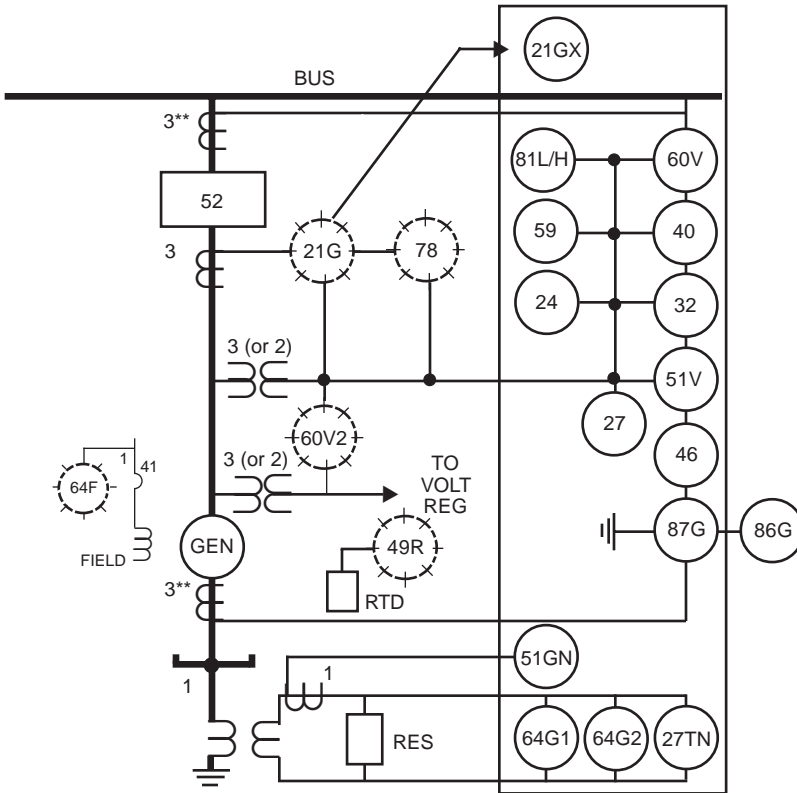 21GX
BUS
3**
81L/H
60V
52
59
40
3
21G
78
24
32
3 (or 2)
51V
27
60V2
46
3 (or 2)
TO
VOLT
REG
1
41
64F
87G
86G
GEN
49R
FIELD
3**
RTD
51GN
1
1
RES
64G1
64G2
27TN